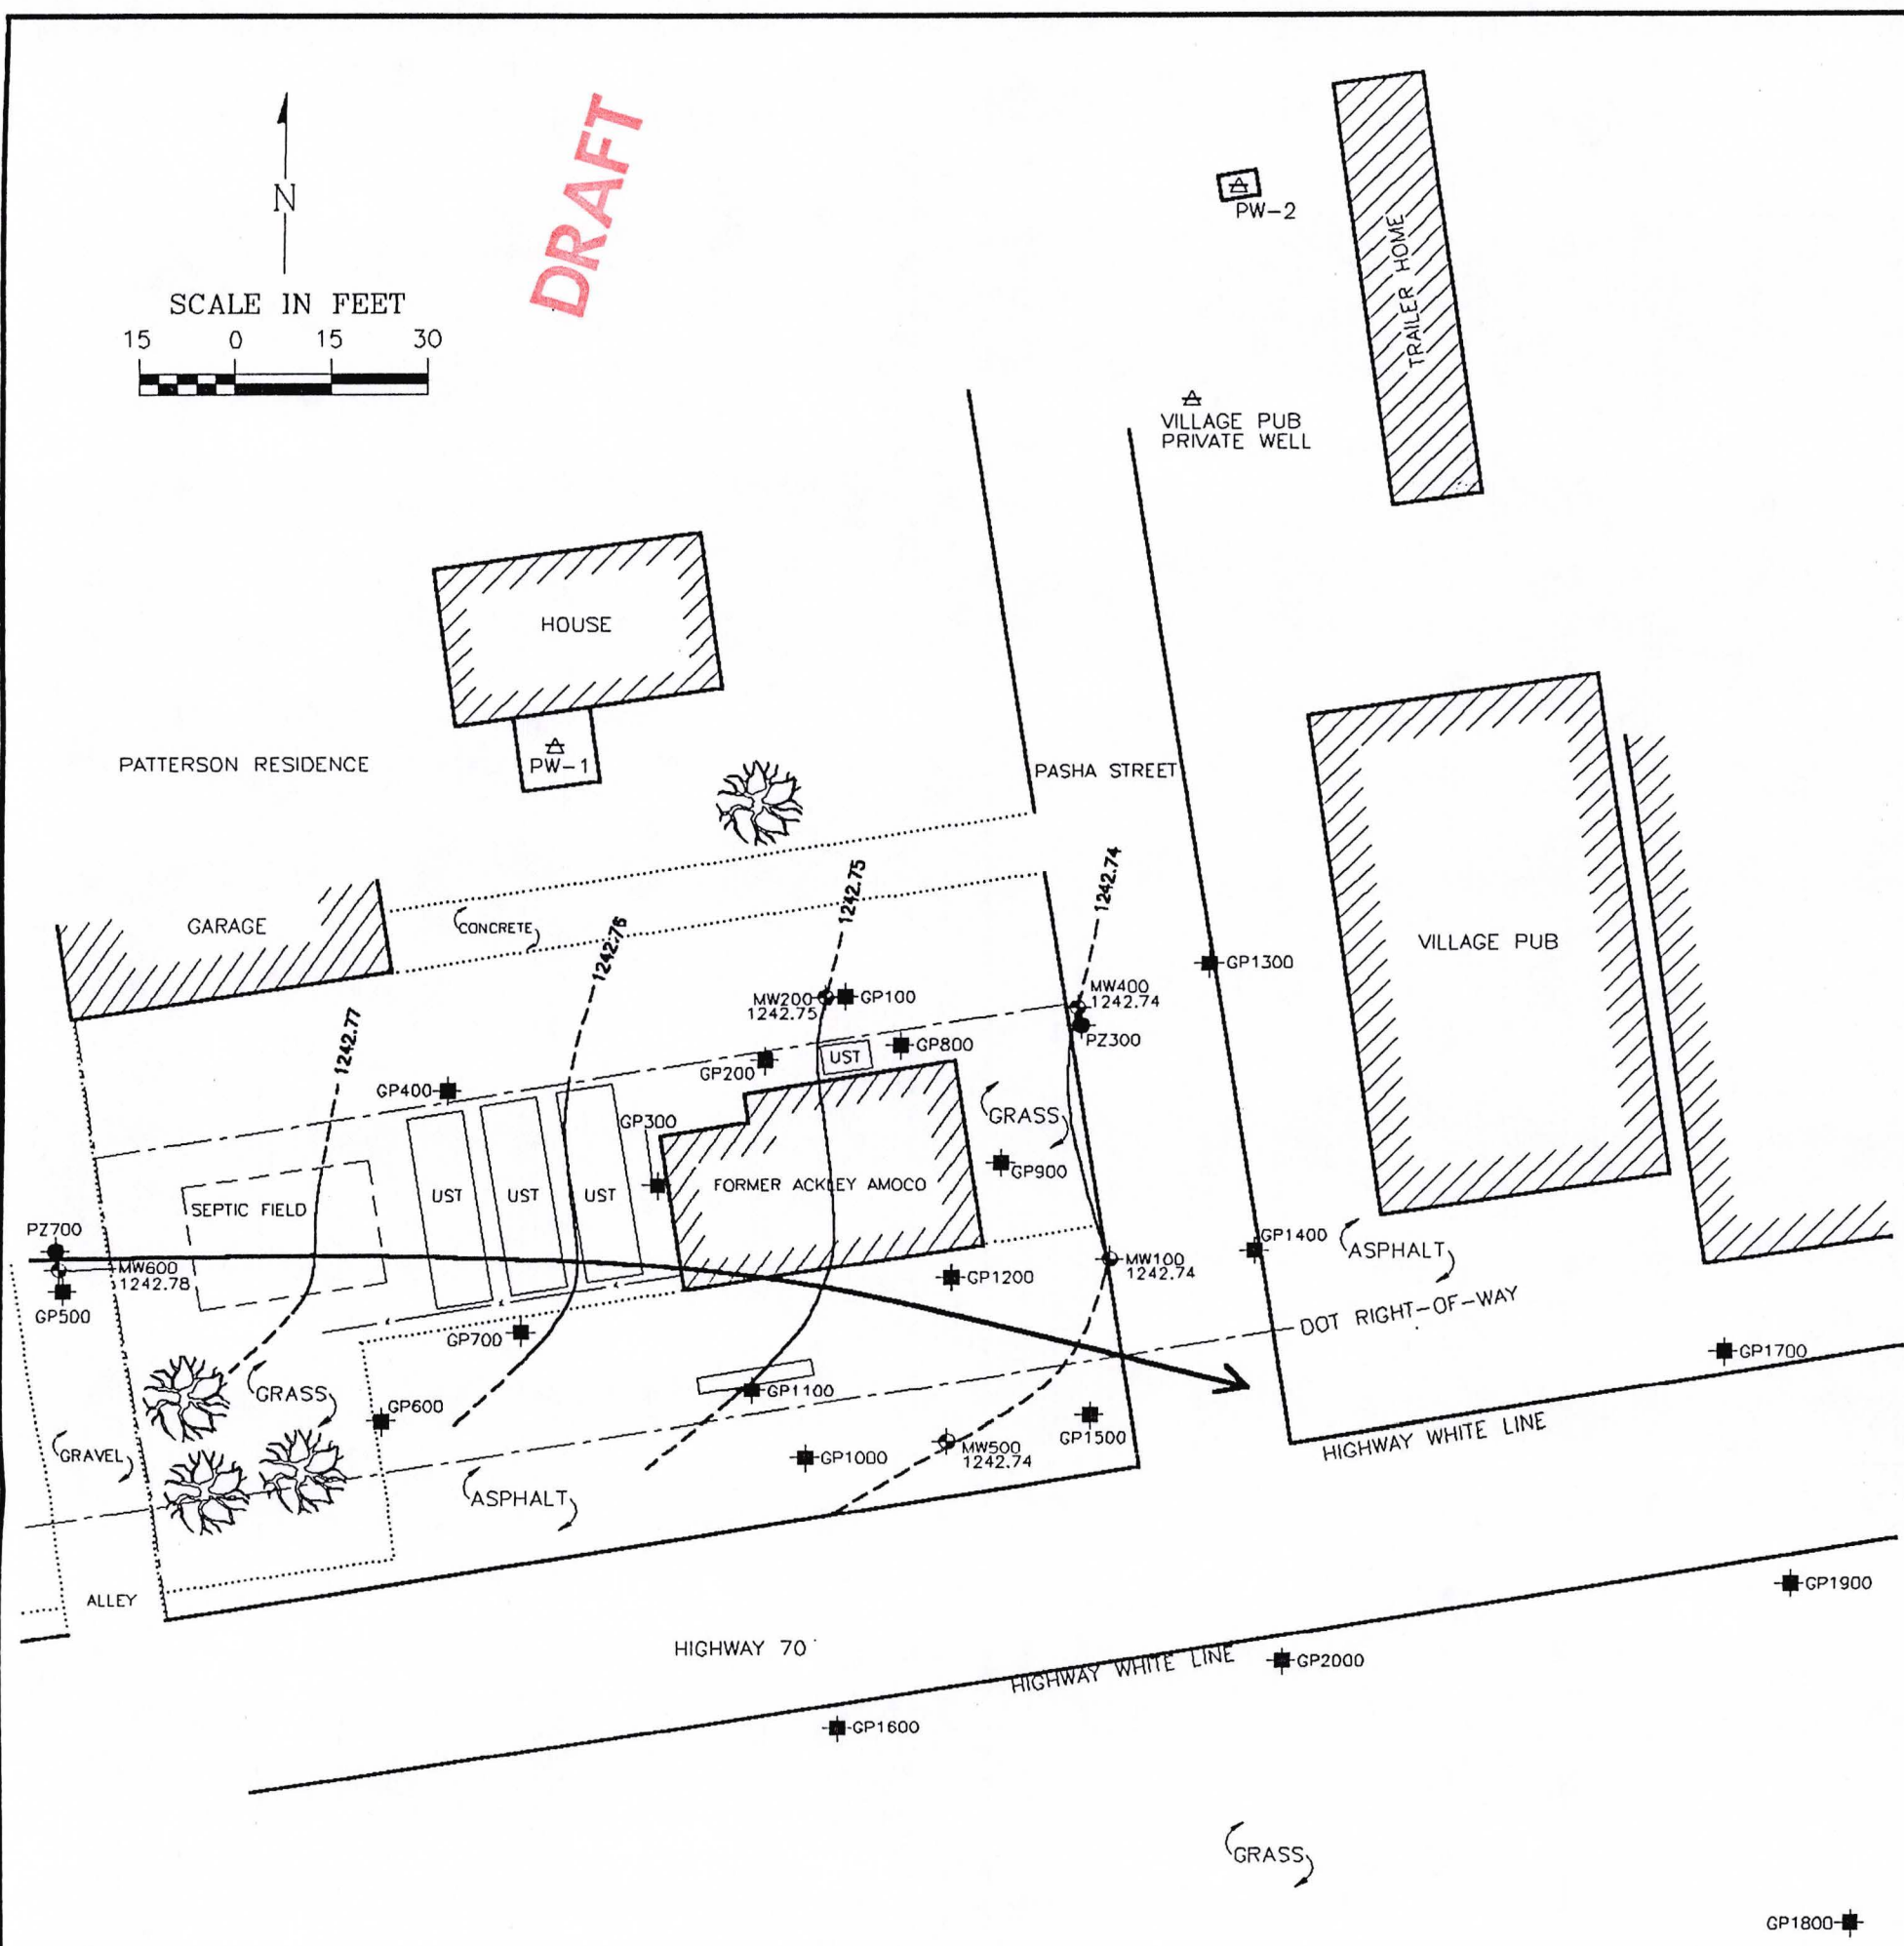 DRAFT
N
SCALE IN FEET
15 0 15 30
PW-2
TRAILER HOME
VILLAGE PUB
PRIVATE WELL
HOUSE
PATTERSON RESIDENCE
PW-1
PASHA STREET
GARAGE
CONCRETE
1242.77
1242.76
1242.75
1242.74
VILLAGE PUB
GP1300
MW200
1242.75
GP100
MW400
1242.74
PZ300
GP800
UST
GP200
GP400
GP300
GRASS
GP900
SEPTIC FIELD
UST
UST
UST
FORMER ACKLEY AMOCO
PZ700
MW600
1242.78
GP500
GP1200
MW100
1242.74
GP1400
ASPHALT
DOT RIGHT-OF-WAY
GP700
GP1700
GRASS
GP1100
GP600
GP1500
HIGHWAY WHITE LINE
GRAVEL
GP1000
MW500
1242.74
ASPHALT
ALLEY
GP1900
HIGHWAY 70
HIGHWAY WHITE LINE
GP2000
GP1600
GRASS
GP1800